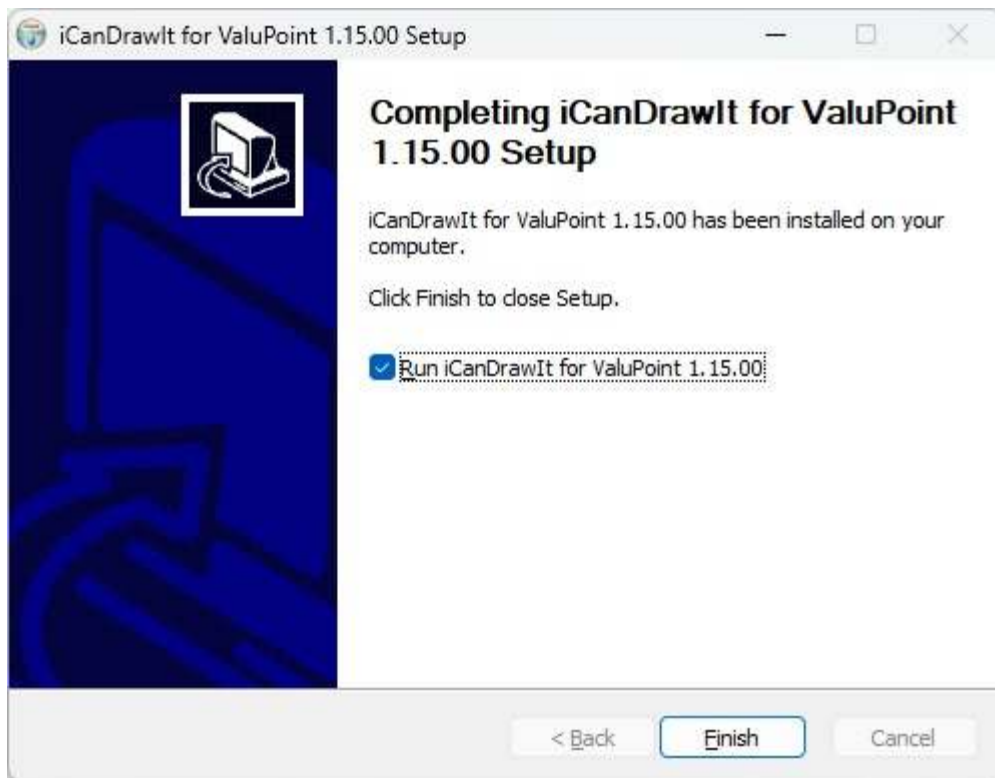 iCanDrawIt for ValuPoint 1.15.00 Setup
Completing iCanDrawIt for ValuPoint
1.15.00 Setup
iCanDrawIt for ValuPoint 1.15.00 has been installed on your
computer.
Click Finish to close Setup.
Run iCanDrawIt for ValuPoint 1.15.00
< Back
Finish
Cancel